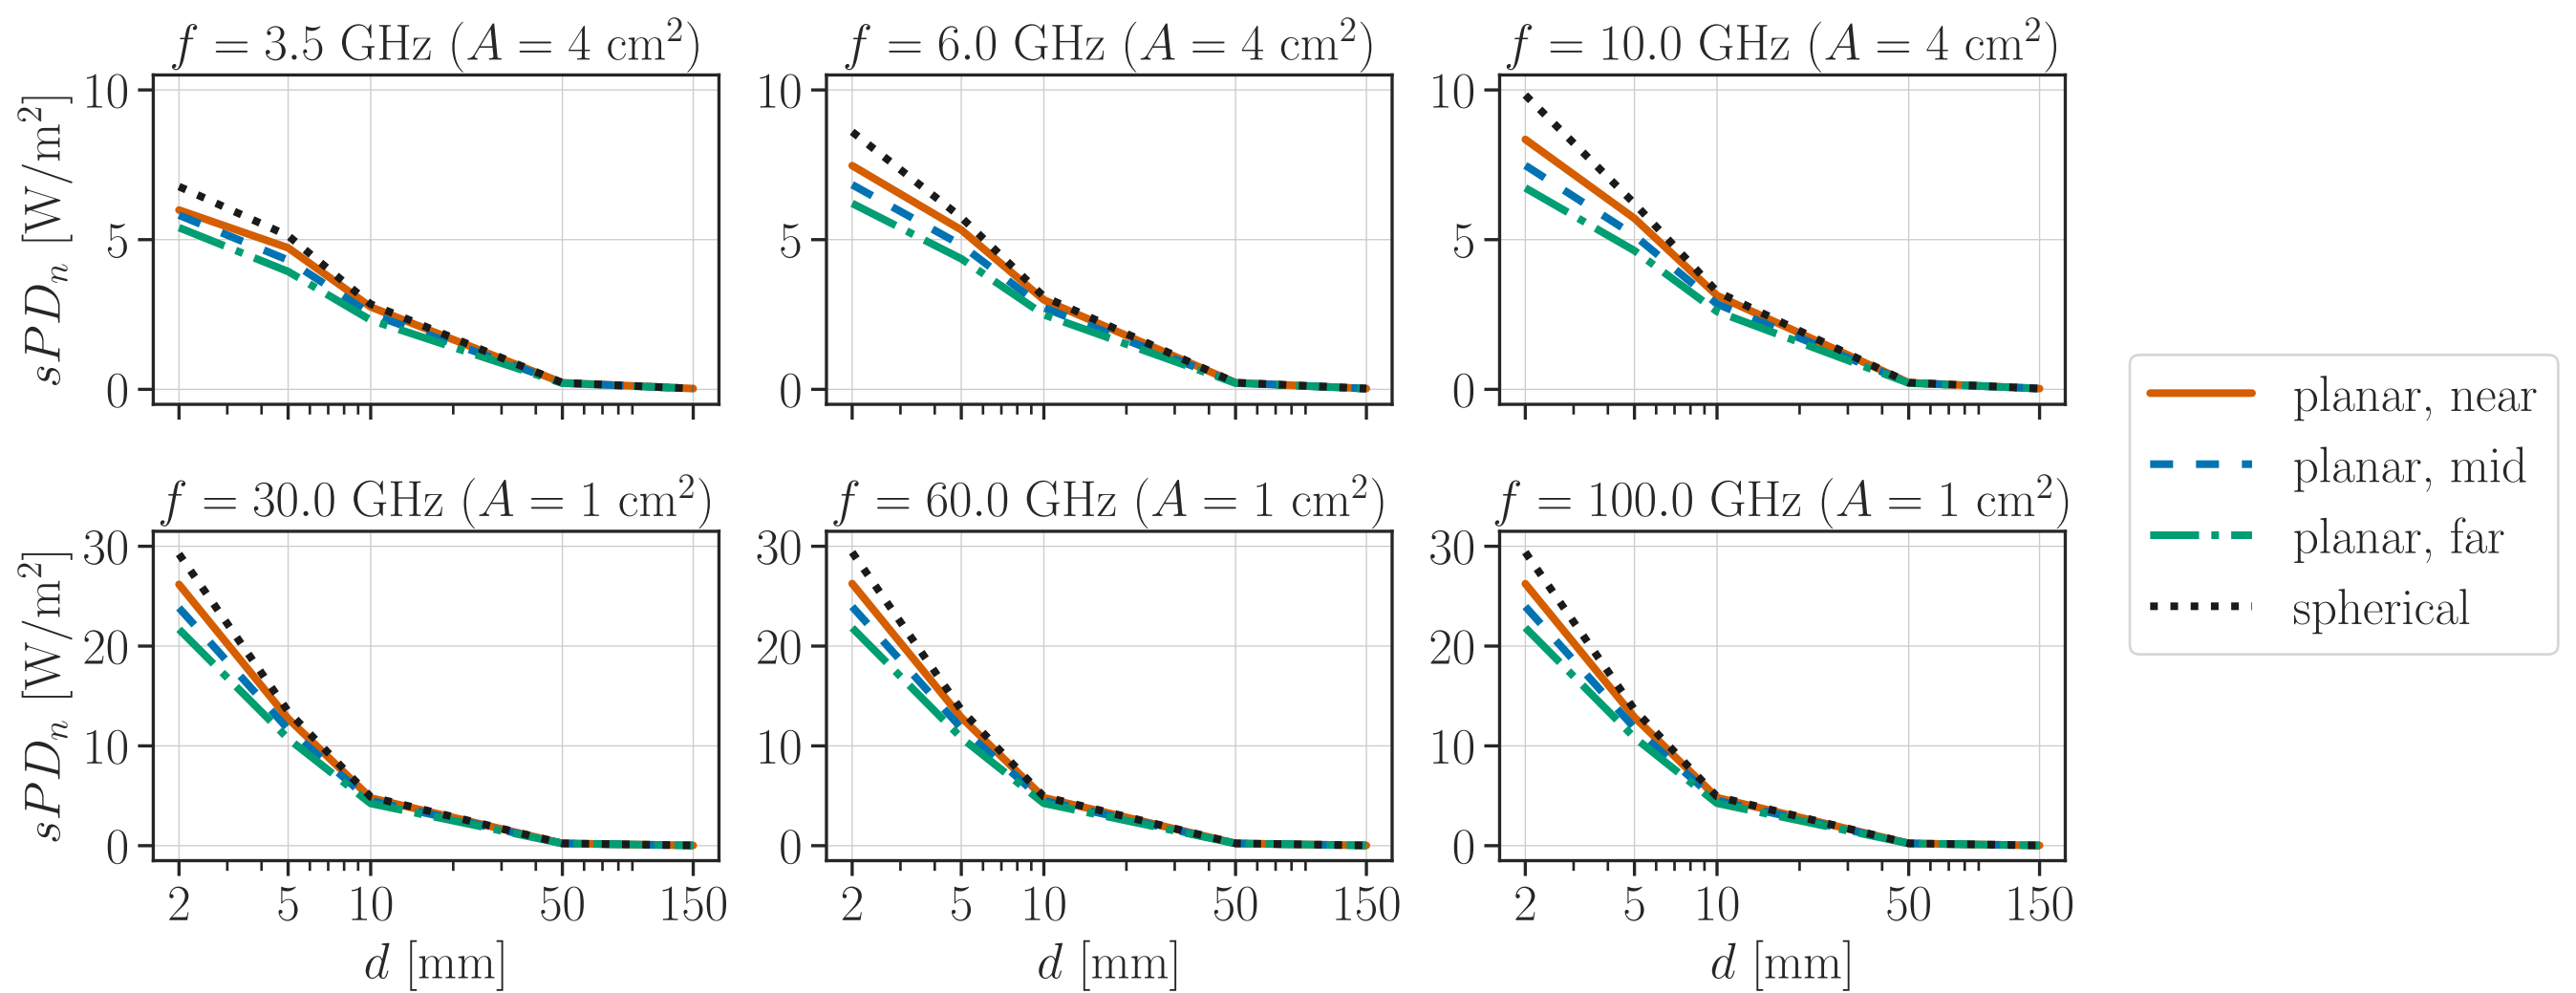 f = 3.5 GHz (A = 4 cm²)
f = 6.0 GHz (A = 4 cm²)
f = 10.0 GHz (A = 4 cm²)
sPDₙ [W/m²]
10
5
0
10
5
0
10
5
0
f = 30.0 GHz (A = 1 cm²)
f = 60.0 GHz (A = 1 cm²)
f = 100.0 GHz (A = 1 cm²)
sPDₙ [W/m²]
30
20
10
0
30
20
10
0
30
20
10
0
2 5 10 50 150
2 5 10 50 150
2 5 10 50 150
d [mm]
d [mm]
d [mm]
planar, near
planar, mid
planar, far
spherical